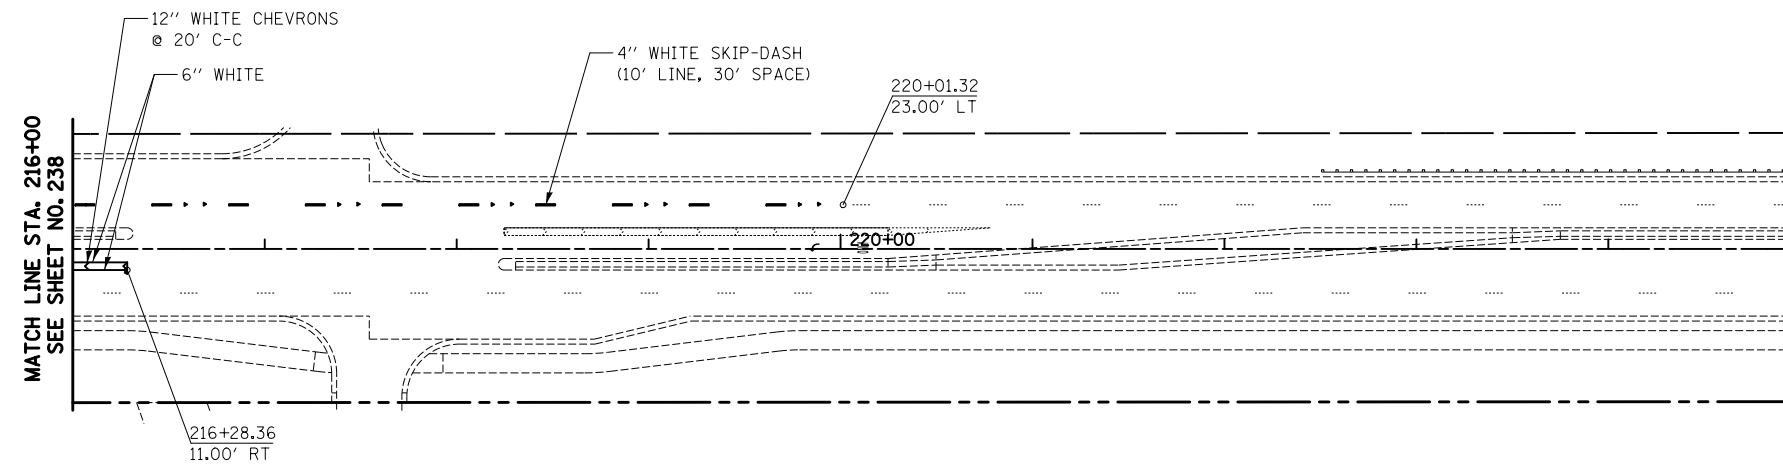 12" WHITE CHEVRONS
@ 20' C-C
6" WHITE
4" WHITE SKIP-DASH
(10' LINE, 30' SPACE)
220+01.32
23.00' LT
MATCH LINE STA. 216+00
SEE SHEET NO. 238
220+00
216+28.36
11.00' RT